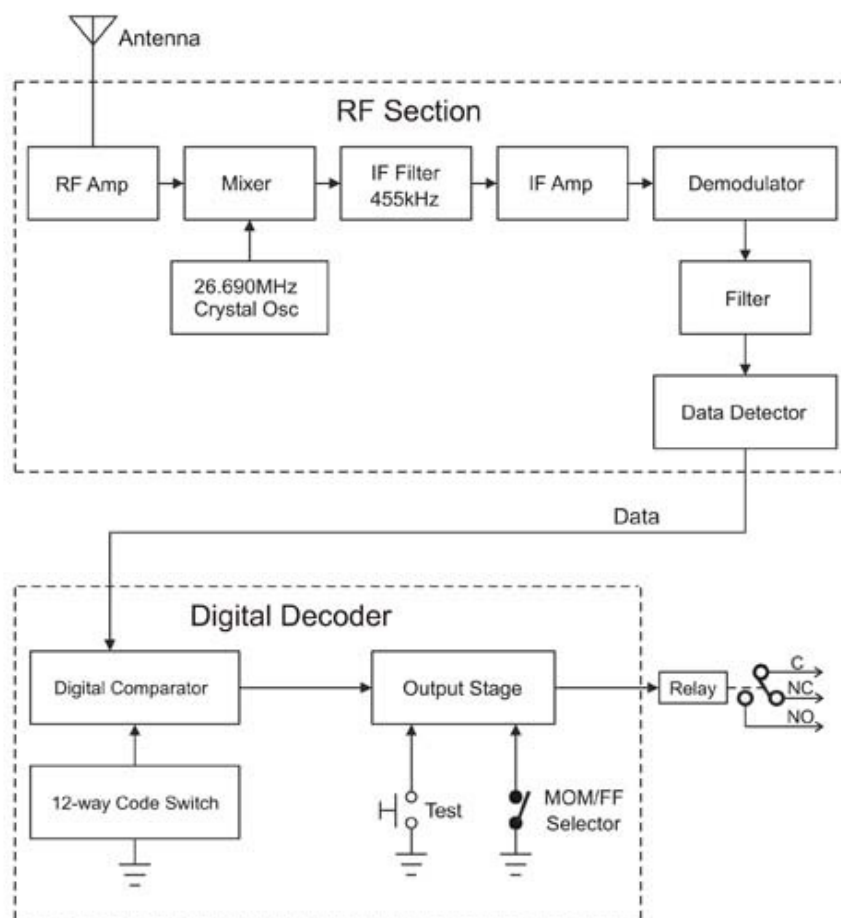 Antenna
RF Section
RF Amp
Mixer
IF Filter
455kHz
IF Amp
Demodulator
26.690MHz
Crystal Osc
Filter
Data Detector
Data
Digital Decoder
Digital Comparator
Output Stage
Relay
C
NC
NO
12-way Code Switch
Test
MOM/FF
Selector